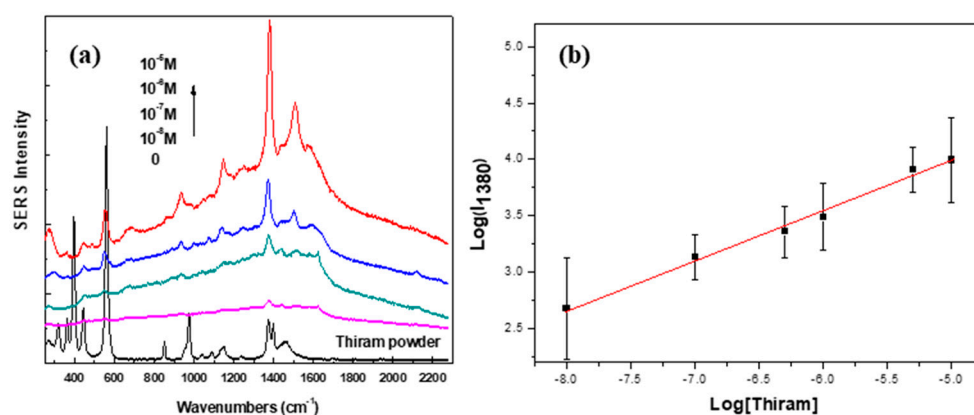 (a)
10⁻⁵M
10⁻⁶M
10⁻⁷M
10⁻⁸M
0
SERS Intensity
Thiram powder
400 600 800 1000 1200 1400 1600 1800 2000 2200
Wavenumbers (cm⁻¹)
(b)
5.0
4.5
4.0
3.5
3.0
2.5
Log(I₁₃₈₀)
-8.0 -7.5 -7.0 -6.5 -6.0 -5.5 -5.0
Log[Thiram]